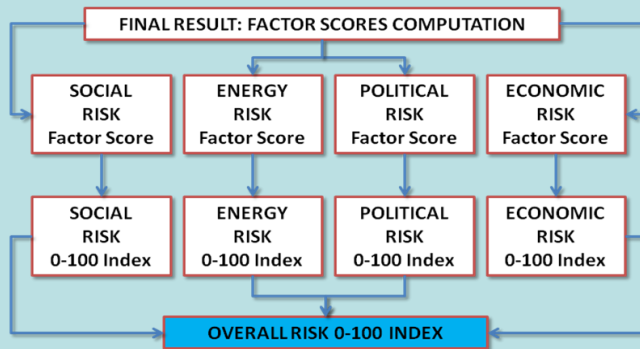 FINAL RESULT: FACTOR SCORES COMPUTATION
SOCIAL
RISK
Factor Score
ENERGY
RISK
Factor Score
POLITICAL
RISK
Factor Score
ECONOMIC
RISK
Factor Score
SOCIAL
RISK
0-100 Index
ENERGY
RISK
0-100 Index
POLITICAL
RISK
0-100 Index
ECONOMIC
RISK
0-100 Index
OVERALL RISK 0-100 INDEX